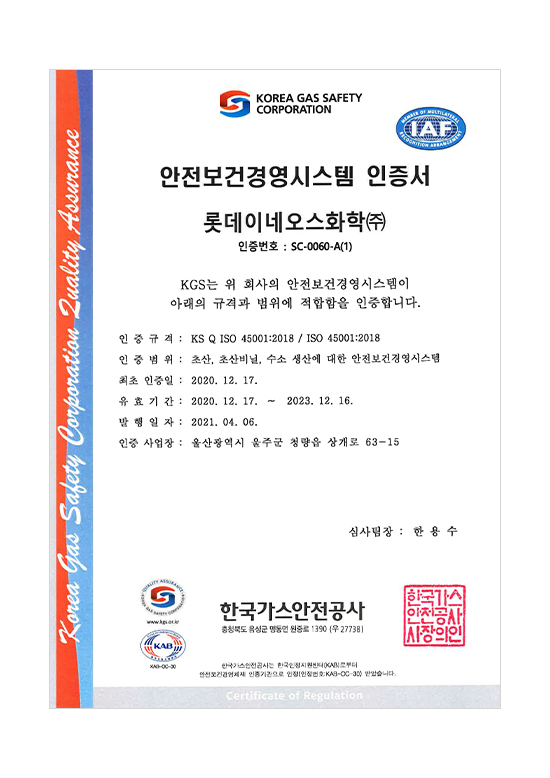 KOREA GAS SAFETY
CORPORATION
MEMBER OF MULTILATERAL
IAF
RECOGNITION ARRANGEMENT
안전보건경영시스템 인증서
롯데이네오스화학㈜
인증번호 : SC-0060-A(1)
KGS는 위 회사의 안전보건경영시스템이
아래의 규격과 범위에 적합함을 인증합니다.
인 증 규 격 : KS Q ISO 45001:2018 / ISO 45001:2018
인 증 범 위 : 초산, 초산비닐, 수소 생산에 대한 안전보건경영시스템
최초 인증일 : 2020. 12. 17.
유 효 기 간 : 2020. 12. 17. ~ 2023. 12. 16.
발 행 일 자 : 2021. 04. 06.
인증 사업장 : 울산광역시 울주군 청량읍 상개로 63-15
심사팀장 : 한 용 수
Korea Gas Safety Corporation Quality Assurance
QUALITY ASSURANCE
KOREA GAS SAFETY CORPORATION
www.kgs.or.kr
KAB
KAB-OC-30
한국가스안전공사
충청북도 음성군 맹동면 원중로 1390 (우 27738)
한국가스
안전공사
사장의인
한국가스안전공사는 한국인정지원센터(KAB)로부터
안전보건경영체제 인증기관으로 인정(인정번호:KAB-OC-30) 받았습니다.
Certificate of Regulation